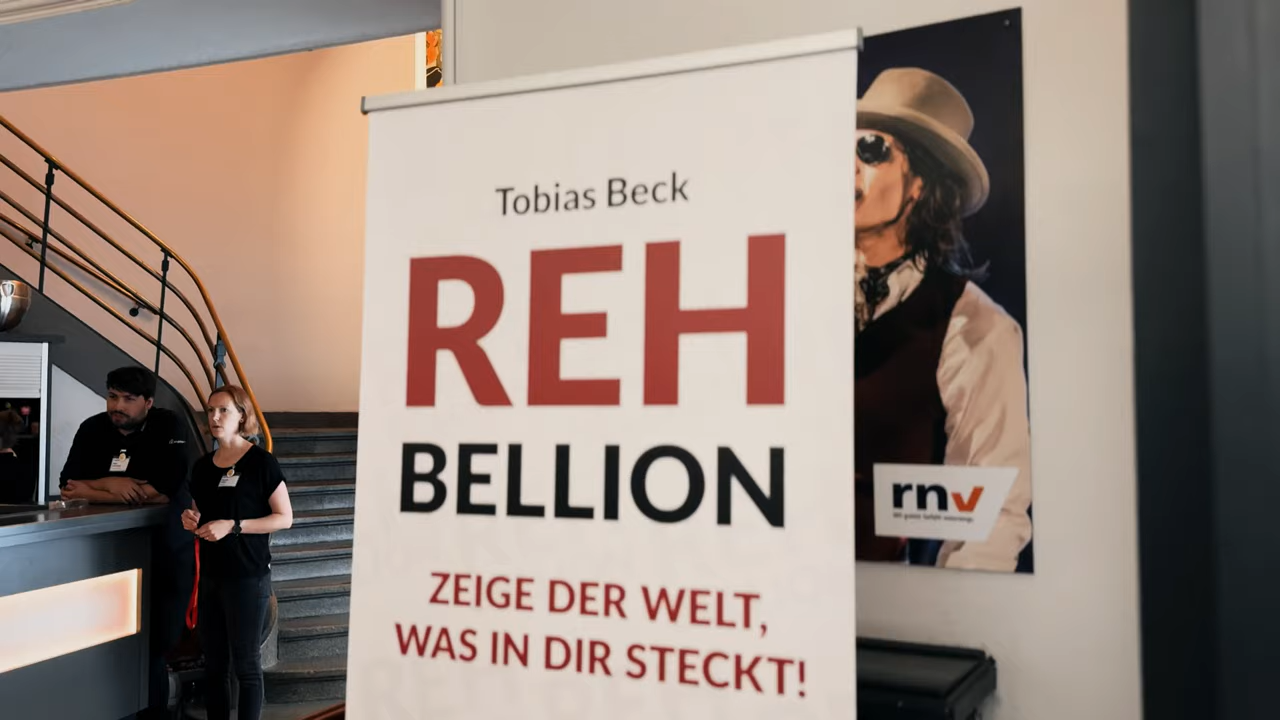 Tobias Beck
REH
BELLION
ZEIGE DER WELT,
WAS IN DIR STECKT!
rnv